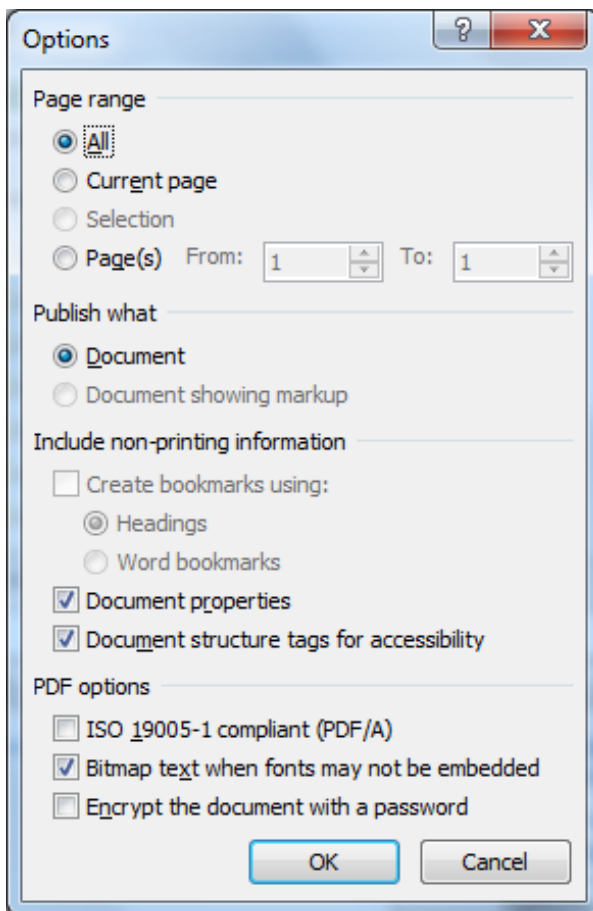 Options
Page range
All
Current page
Selection
Page(s) From: 1 To: 1
Publish what
Document
Document showing markup
Include non-printing information
Create bookmarks using:
Headings
Word bookmarks
Document properties
Document structure tags for accessibility
PDF options
ISO 19005-1 compliant (PDF/A)
Bitmap text when fonts may not be embedded
Encrypt the document with a password
OK Cancel